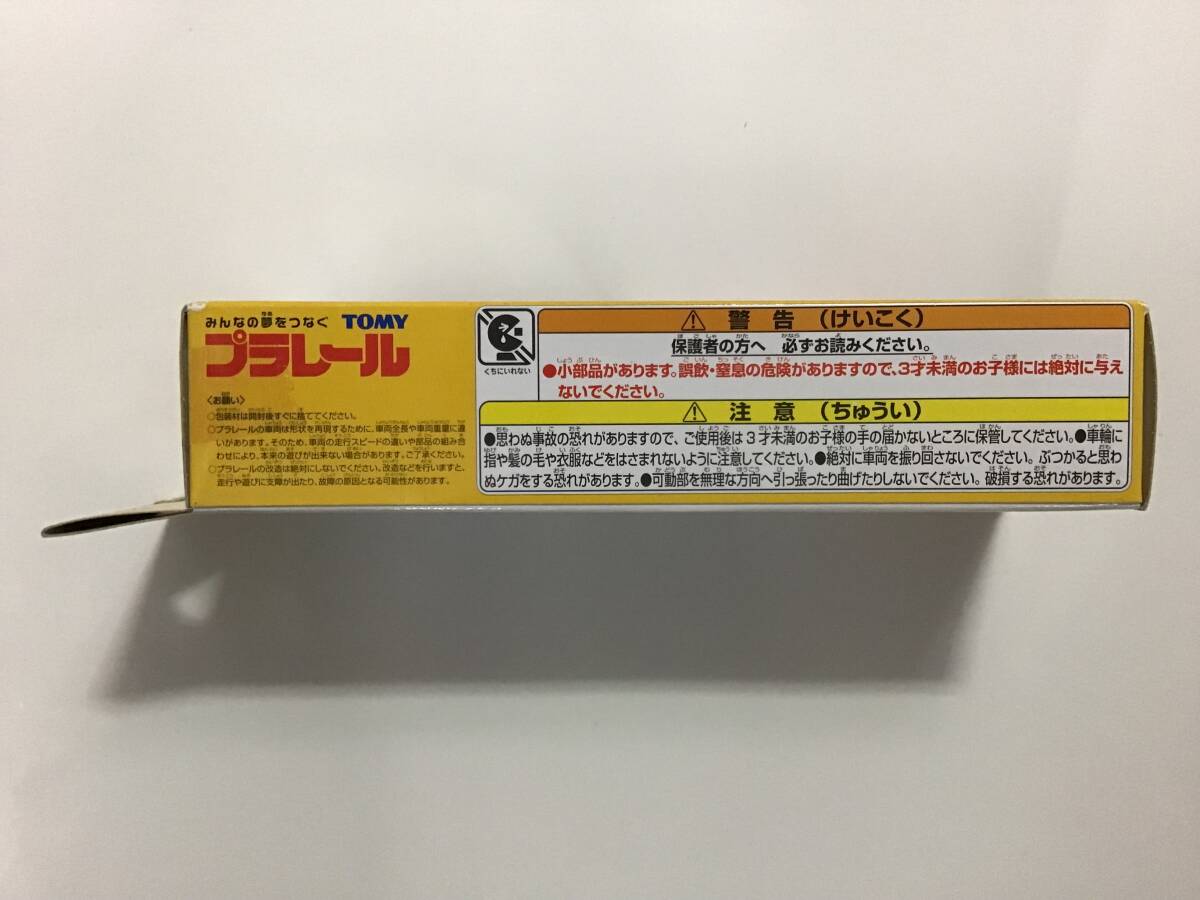 みんなの夢をつなぐ TOMY
プラレール
〈お願い〉
○包装材は開封後すぐに捨ててください。
○プラレールの車両は形状を再現するために、車両全長や車両重量に違
いがあります。そのため、車両の走行スピードの違いや部品の組み合
わせにより、本来の遊びが出来ない場合があります。ご了承ください。
○プラレールの改造は絶対にしないでください。改造などを行いますと、
走行や遊びに支障が出たり、故障の原因となる可能性があります。
くちにいれない
⚠ 警告（けいこく）
保護者の方へ 必ずお読みください。
●小部品があります。誤飲・窒息の危険がありますので、3才未満のお子様には絶対に与え
ないでください。
⚠ 注意（ちゅうい）
●思わぬ事故の恐れがありますので、ご使用後は3才未満のお子様の手の届かないところに保管してください。●車輪に
指や髪の毛や衣服などをはさまれないように注意してください。●絶対に車両を振り回さないでください。ぶつかると思わ
ぬケガをする恐れがあります。●可動部を無理な方向へ引っ張ったり曲げたりしないでください。破損する恐れがあります。